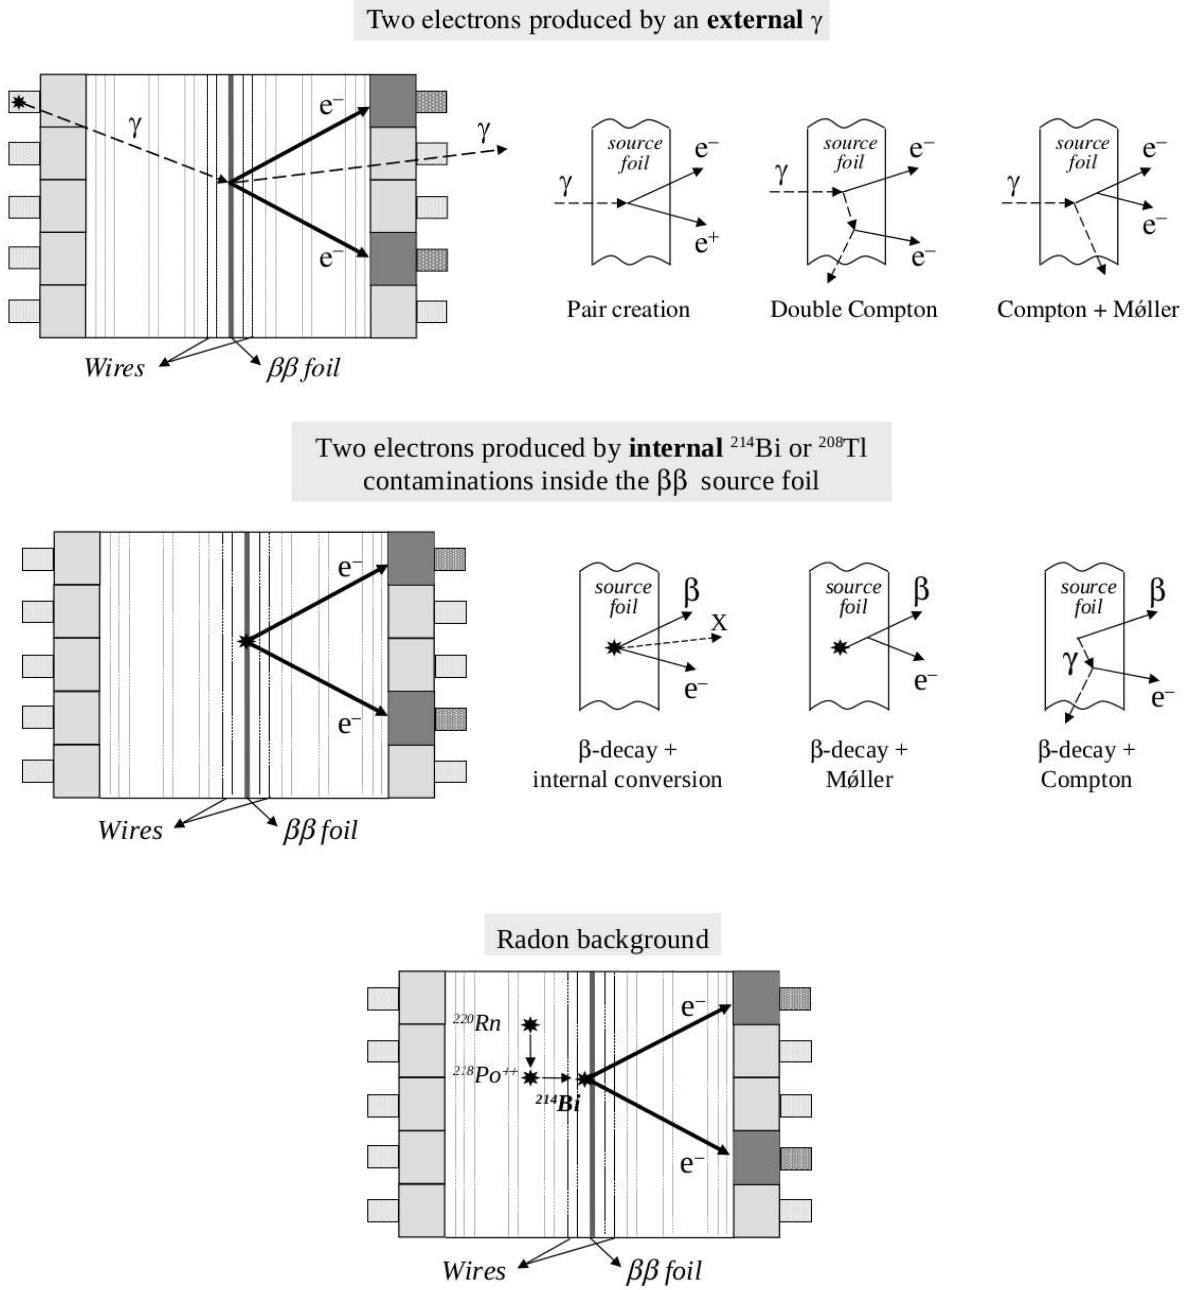 Two electrons produced by an external γ
e⁻
γ
γ
e⁻
Wires
ββ foil
source
foil
γ
e⁻
e⁺
Pair creation
source
foil
γ
e⁻
e⁻
Double Compton
source
foil
γ
e⁻
e⁻
Compton + Møller
Two electrons produced by internal ²¹⁴Bi or ²⁰⁸Tl
contaminations inside the ββ source foil
e⁻
e⁻
Wires
ββ foil
source
foil
β
X
e⁻
β-decay +
internal conversion
source
foil
β
e⁻
β-decay +
Møller
source
foil
β
γ
e⁻
β-decay +
Compton
Radon background
e⁻
²²⁰Rn
²¹⁸Po⁺⁺
²¹⁴Bi
e⁻
Wires
ββ foil